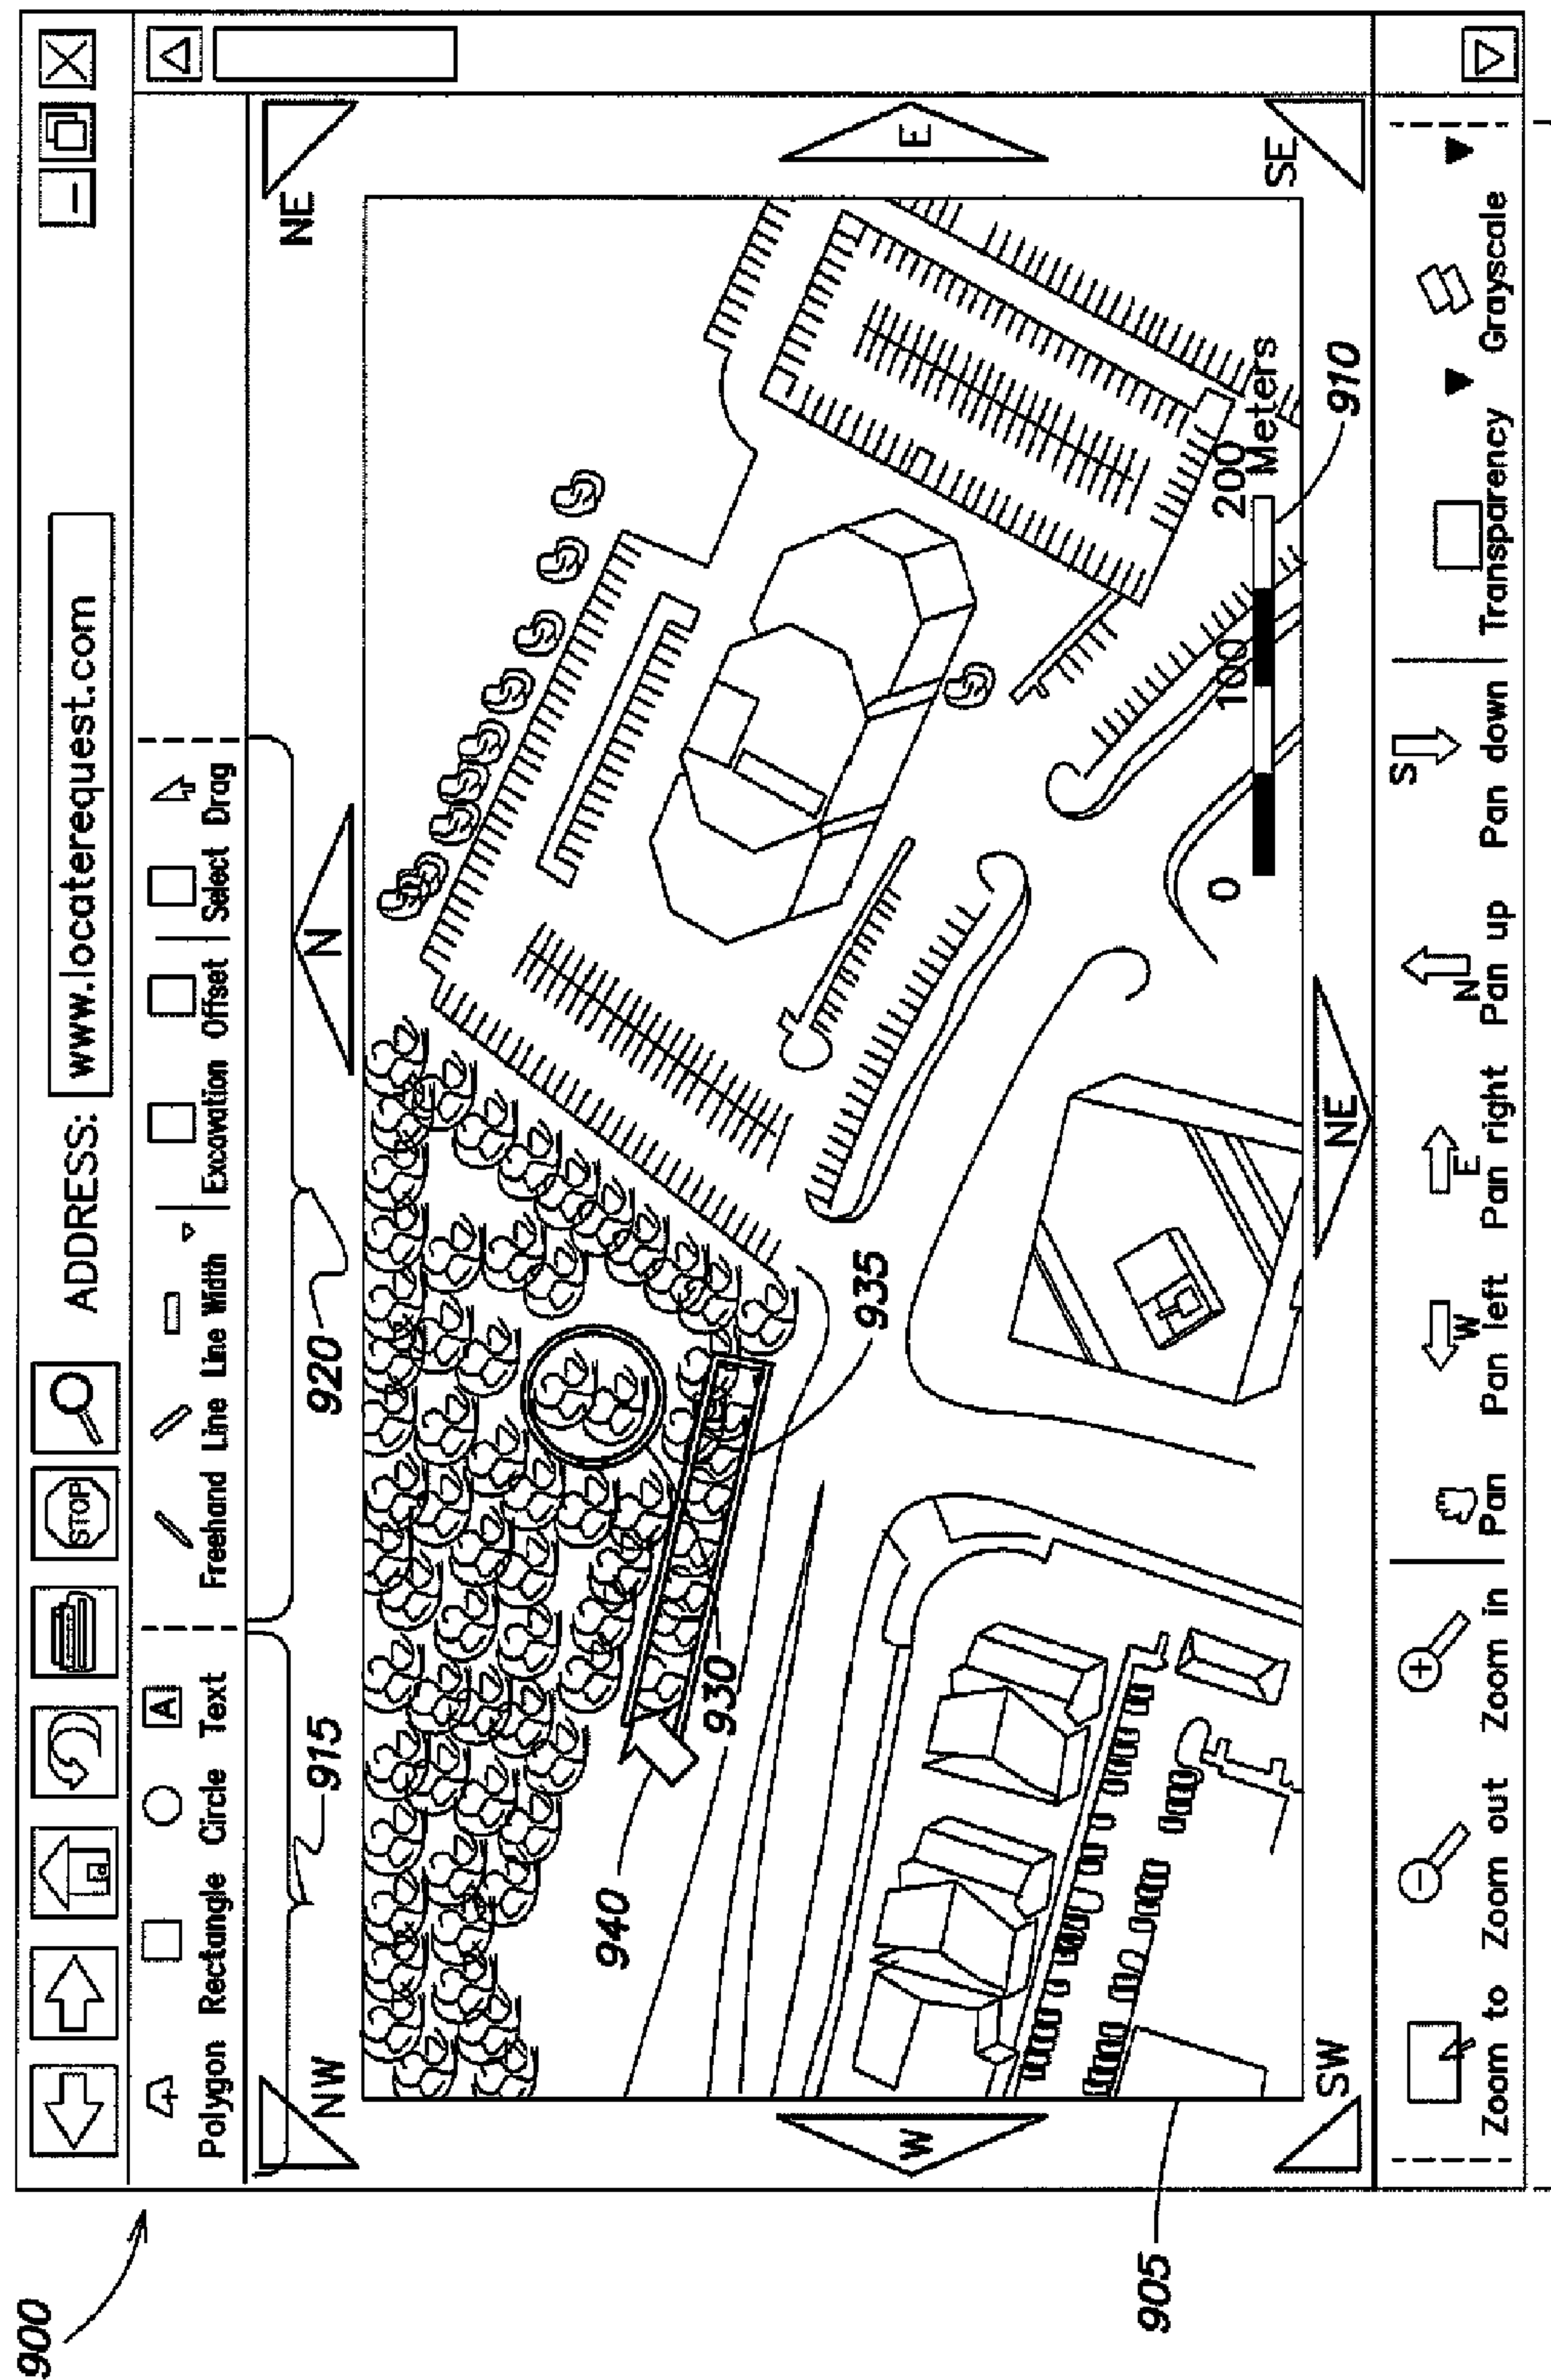 900
STOP
ADDRESS: www.locaterequest.com
Polygon Rectangle Circle Text Freehand Line Line Width Excavation Offset Select Drag
A
915
920
NW
N
NE
940
930
935
W
E
0 100 200
Meters
905
910
SW
NE
SE
W E N S
Zoom to Zoom out Zoom in Pan Pan left Pan right Pan up Pan down Transparency Grayscale